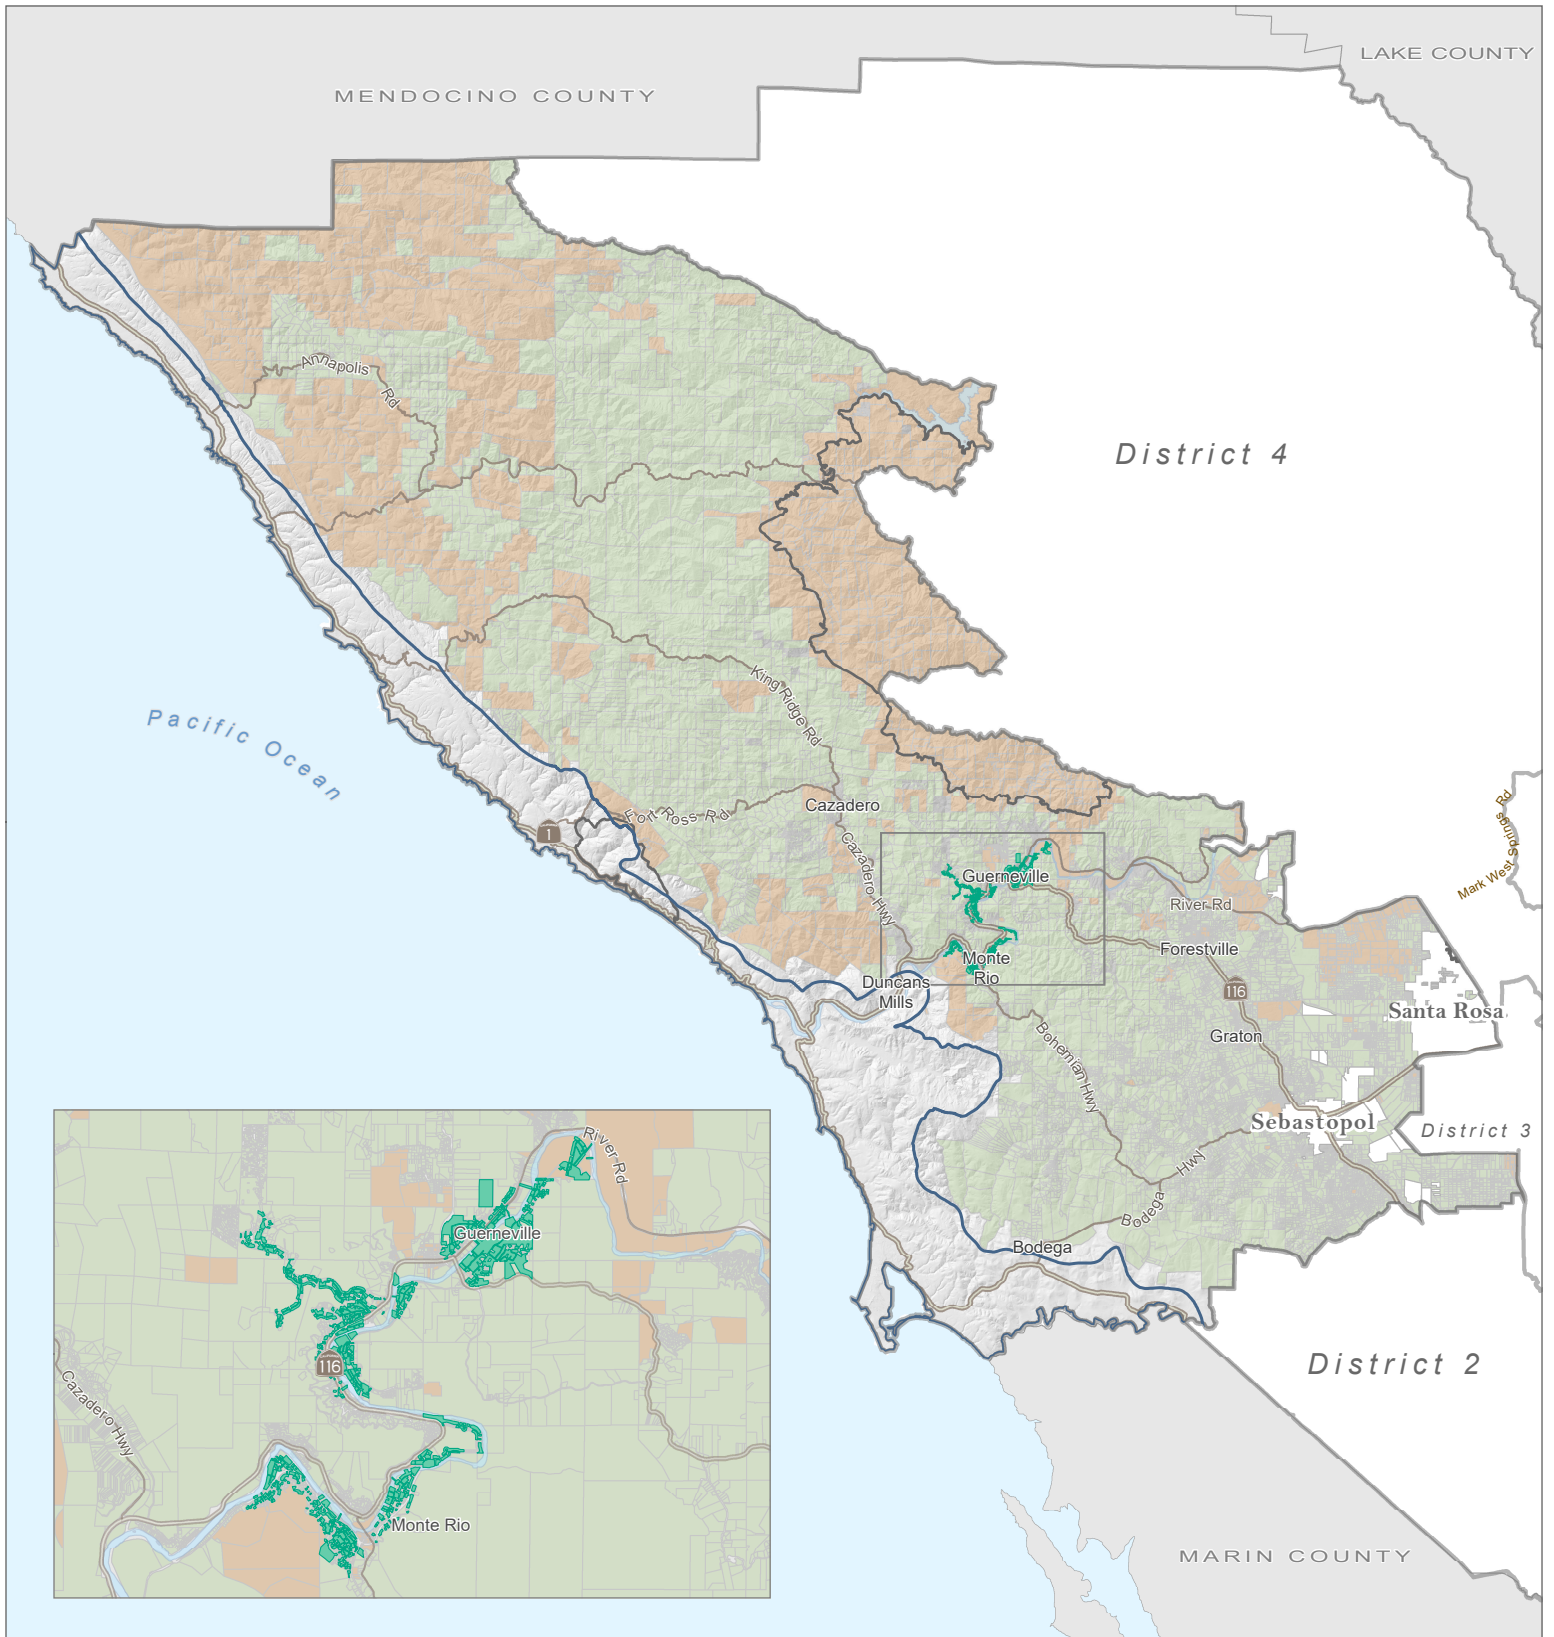 LAKE COUNTY
MENDOCINO COUNTY
Annapolis
Rd
District 4
King Ridge Rd
Pacific Ocean
Cazadero
Fort Ross Rd
1
Rd
Mark West Springs
Cazadero Hwy
Guerneville
River Rd
Forestville
Monte
Rio
Duncans
Mills
116
Santa Rosa
Graton
Bohemian Hwy
Sebastopol
District 3
Bodega Hwy
Bodega
River Rd
Guerneville
116
Cazadero Hwy
Monte Rio
District 2
MARIN COUNTY